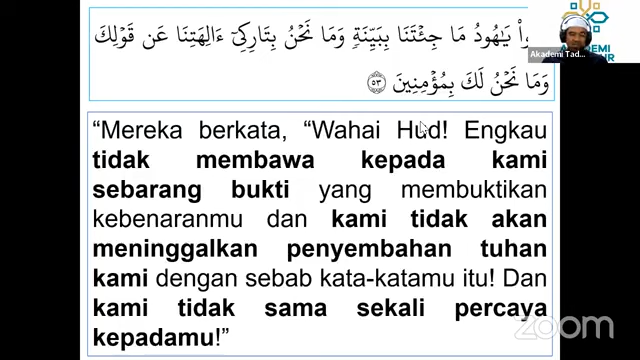 وا۟ يَـٰهُودُ مَا جِئْتَنَا بِبَيِّنَةٍ وَمَا نَحْنُ بِتَارِكِىٓ ءَالِهَتِنَا عَن قَوْلِكَ
وَمَا نَحْنُ لَكَ بِمُؤْمِنِينَ ٥٣
Akademi Tad...
“Mereka berkata, “Wahai Hud! Engkau
tidak membawa kepada kami
sebarang bukti yang membuktikan
kebenaranmu dan kami tidak akan
meninggalkan penyembahan tuhan
kami dengan sebab kata-katamu itu! Dan
kami tidak sama sekali percaya
kepadamu!”
zoom